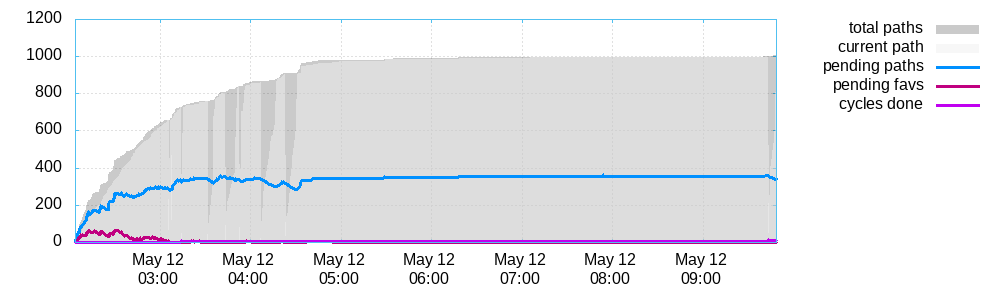 1200
1000
800
600
400
200
0
May 12 May 12 May 12 May 12 May 12 May 12 May 12
03:00 04:00 05:00 06:00 07:00 08:00 09:00
total paths
current path
pending paths
pending favs
cycles done